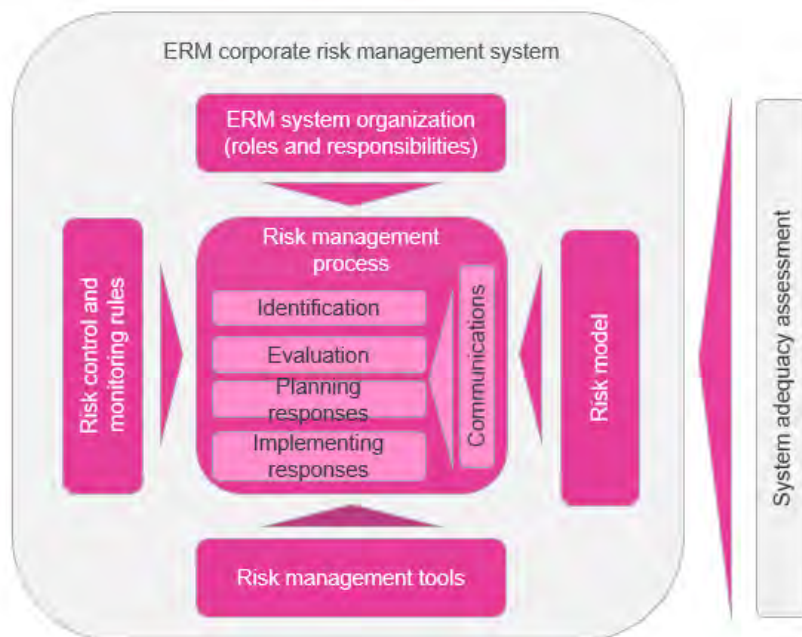 ERM corporate risk management system
ERM system organization
(roles and responsibilities)
Risk control and
monitoring rules
Risk management
process
Identification
Evaluation
Planning
responses
Implementing
responses
Communications
Risk model
Risk management tools
System adequacy assessment